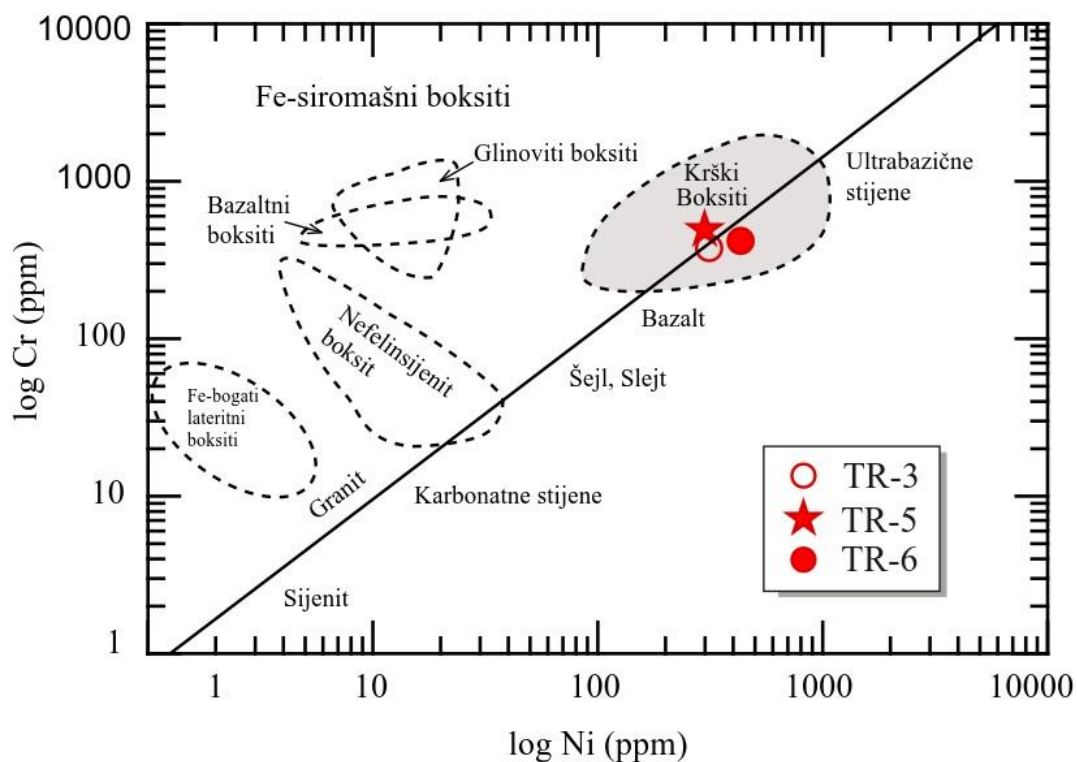 10000
1000
100
10
1
log Cr (ppm)
Fe-siromašni boksiti
Glinoviti boksiti
Bazaltni
boksiti
Krški
Boksiti
Ultrabazične
stijene
Nefelinsijenit
boksit
Bazalt
Šejl, Slejt
Fe-bogati
lateritni
boksiti
Granit
Karbonatne stijene
Sijenit
TR-3
TR-5
TR-6
1
10
100
1000
10000
log Ni (ppm)